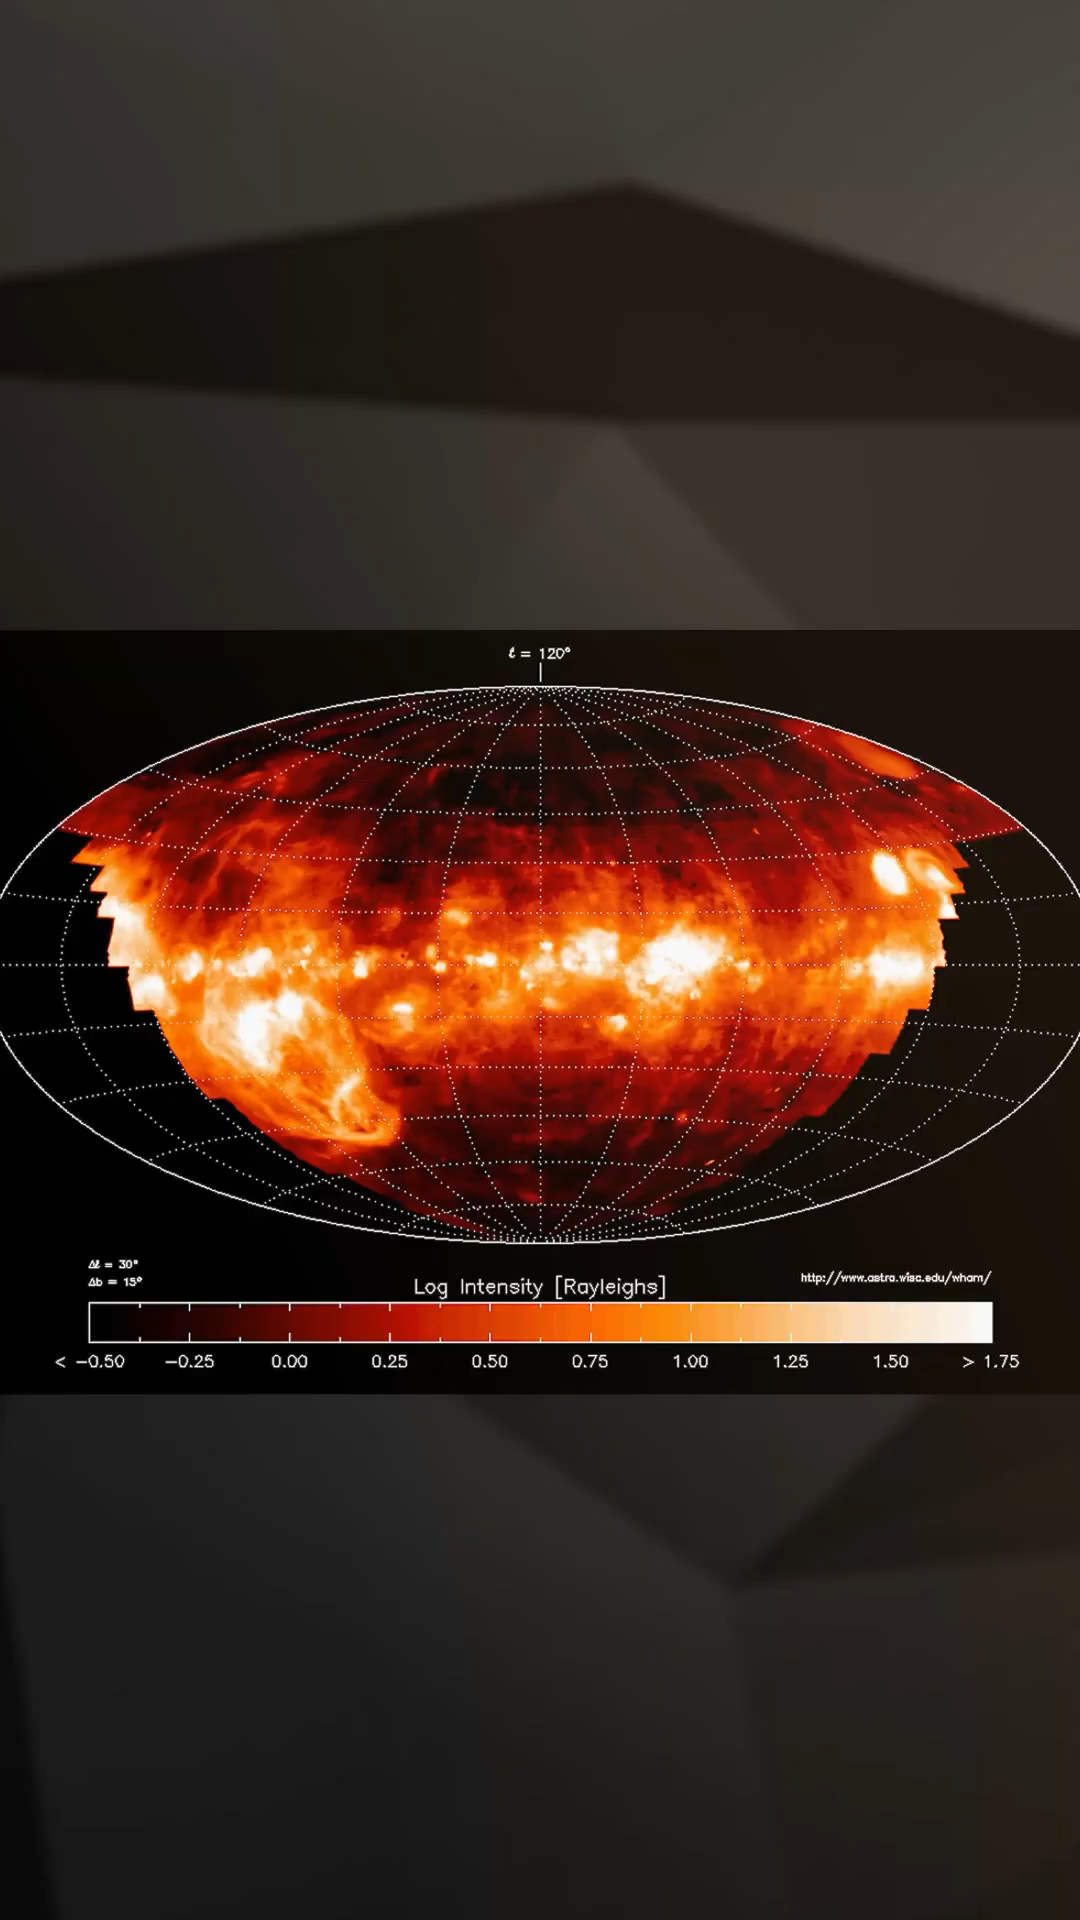 ℓ = 120°
Δℓ = 30°
Δb = 15°
Log Intensity [Rayleighs]
http://www.astro.wisc.edu/wham/
< −0.50 −0.25 0.00 0.25 0.50 0.75 1.00 1.25 1.50 > 1.75